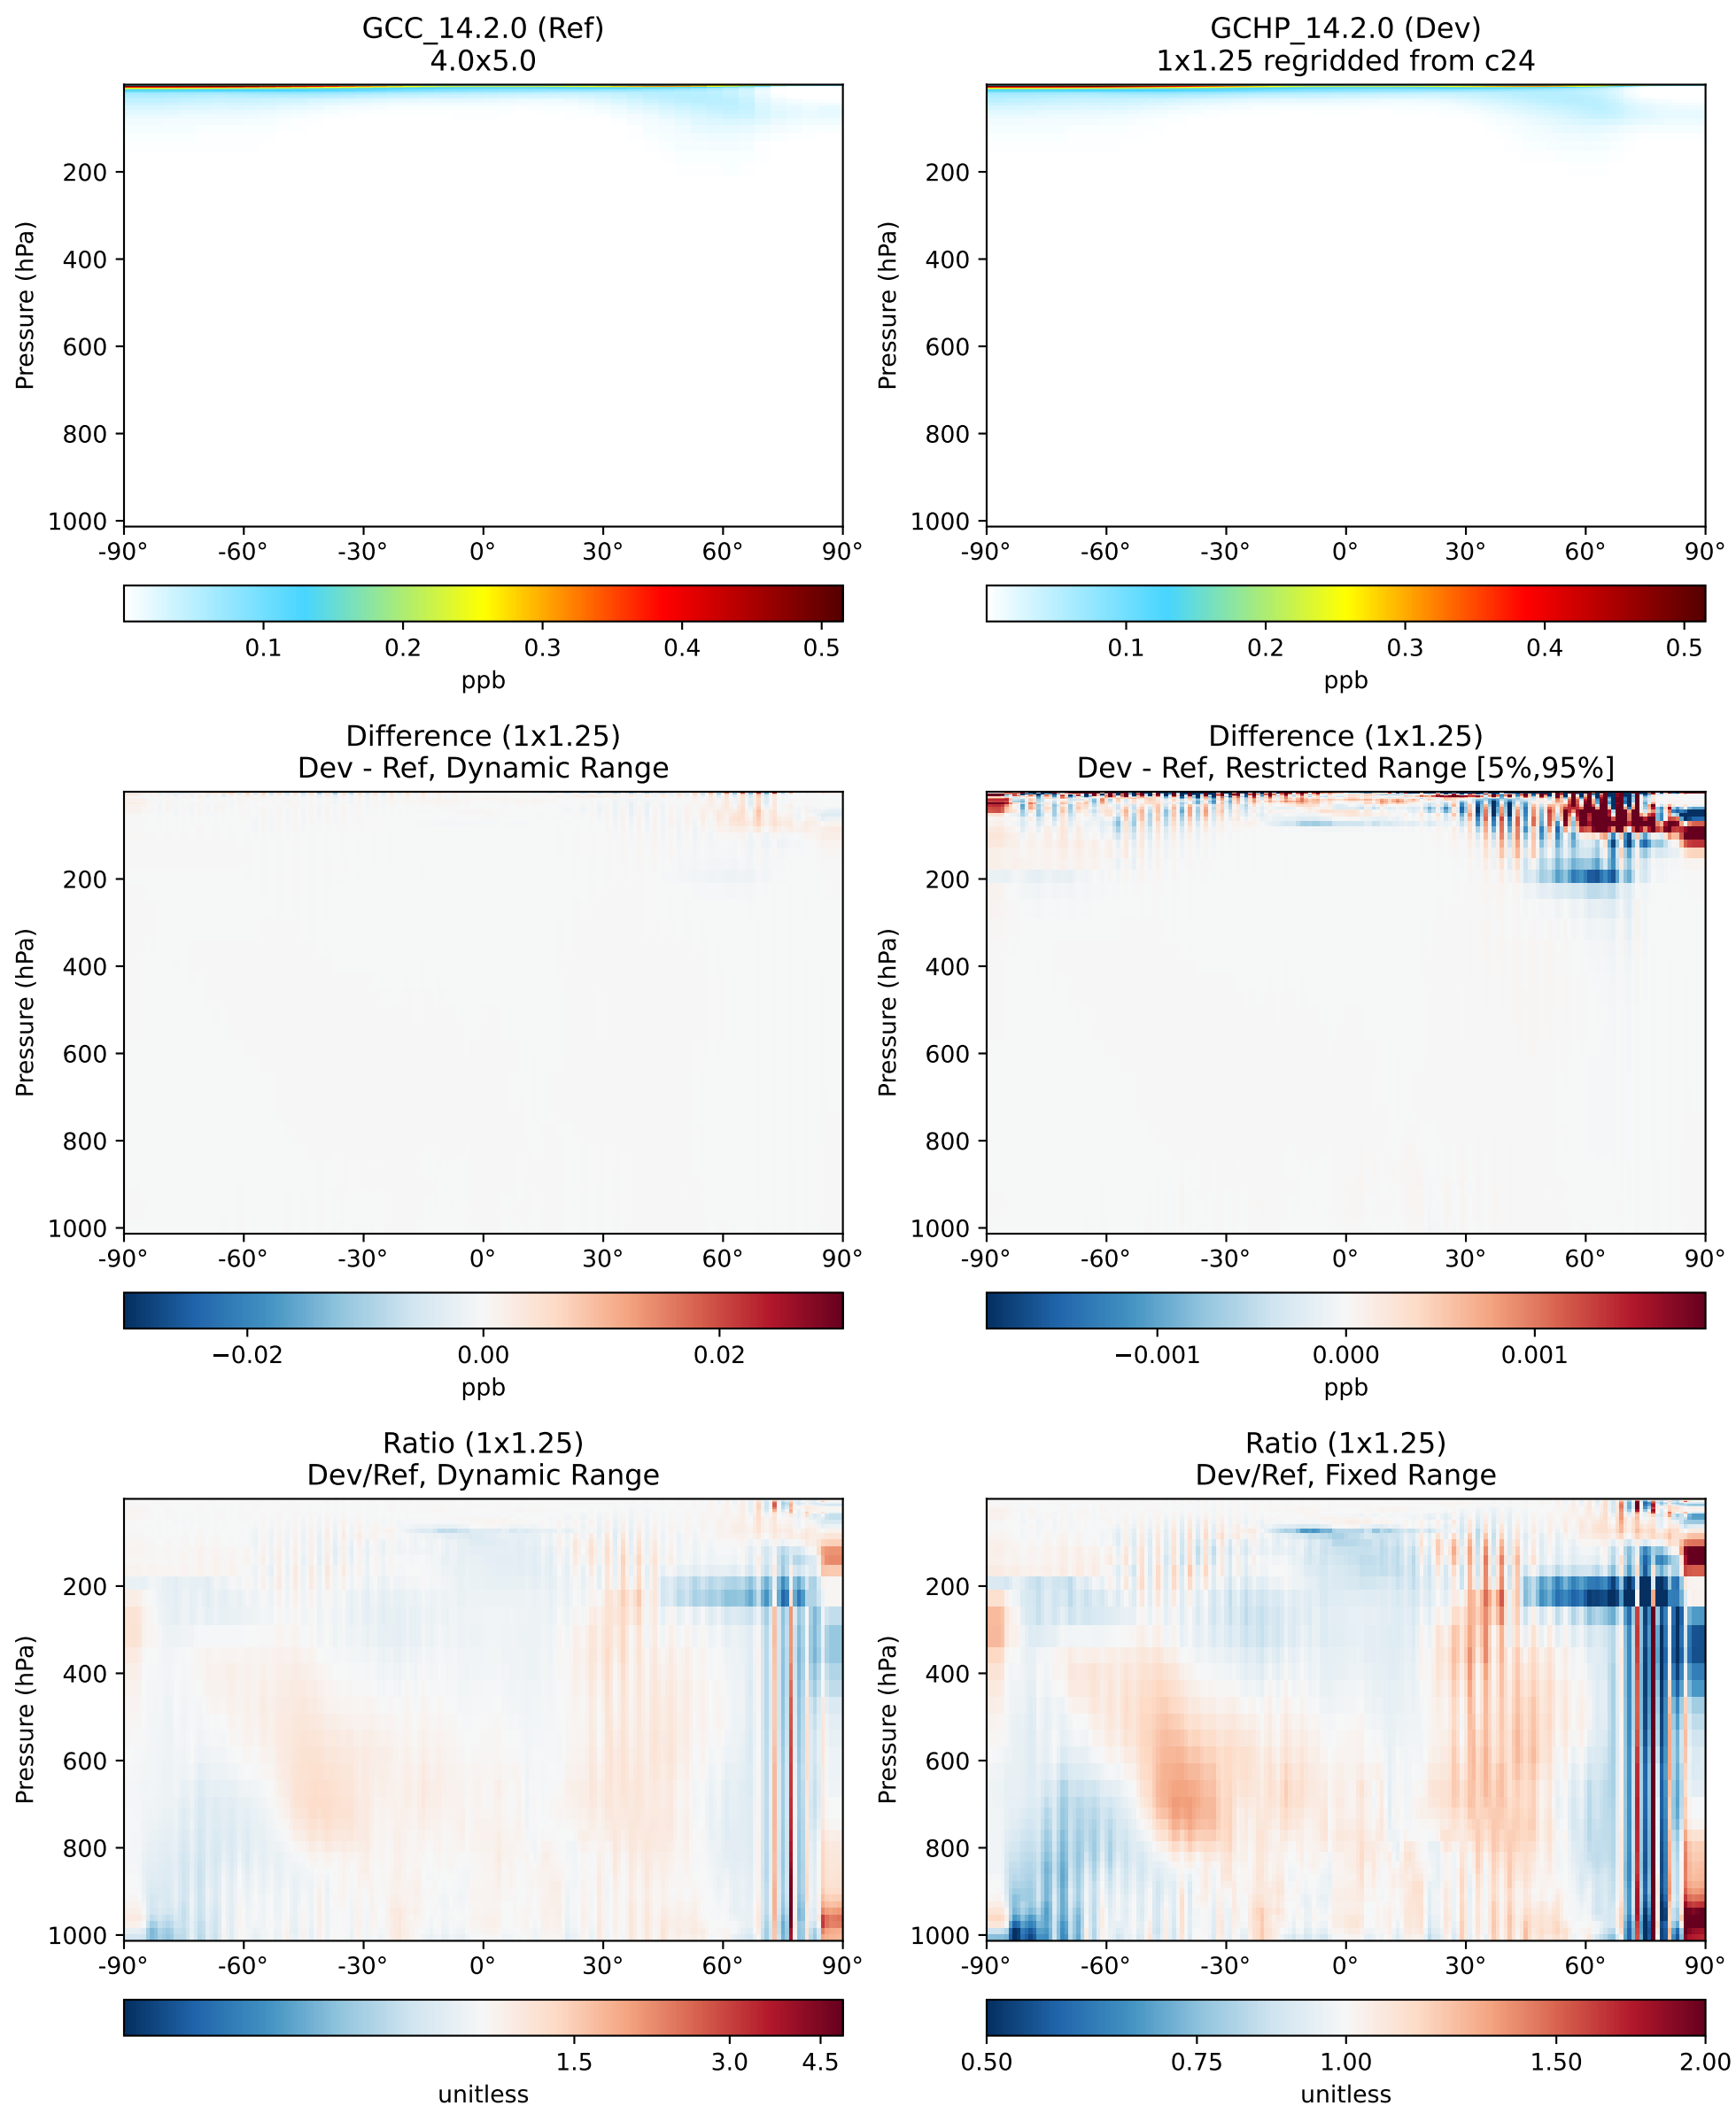 GCC_14.2.0 (Ref)
4.0x5.0
Pressure (hPa)
200
400
600
800
1000
-90° -60° -30° 0° 30° 60° 90°
0.1 0.2 0.3 0.4 0.5
ppb
GCHP_14.2.0 (Dev)
1x1.25 regridded from c24
Pressure (hPa)
200
400
600
800
1000
-90° -60° -30° 0° 30° 60° 90°
0.1 0.2 0.3 0.4 0.5
ppb
Difference (1x1.25)
Dev - Ref, Dynamic Range
Pressure (hPa)
200
400
600
800
1000
-90° -60° -30° 0° 30° 60° 90°
−0.02 0.00 0.02
ppb
Difference (1x1.25)
Dev - Ref, Restricted Range [5%,95%]
Pressure (hPa)
200
400
600
800
1000
-90° -60° -30° 0° 30° 60° 90°
−0.001 0.000 0.001
ppb
Ratio (1x1.25)
Dev/Ref, Dynamic Range
Pressure (hPa)
200
400
600
800
1000
-90° -60° -30° 0° 30° 60° 90°
1.5 3.0 4.5
unitless
Ratio (1x1.25)
Dev/Ref, Fixed Range
Pressure (hPa)
200
400
600
800
1000
-90° -60° -30° 0° 30° 60° 90°
0.50 0.75 1.00 1.50 2.00
unitless